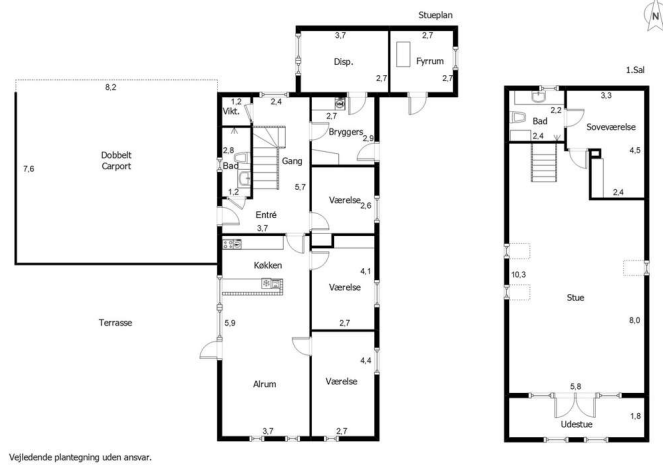 Stueplan
N
3,7
2,7
Disp.
Fyrrum
2,7
2,7
1.Sal
8,2
1,2
2,4
Vikt.
2,7
Bryggers
2,9
3,3
2,2
Bad
2,4
Soveværelse
4,5
Dobbelt
Carport
7,6
2,8
Bad
Gang
1,2
5,7
Værelse
2,6
Entré
3,7
2,4
Køkken
4,1
Værelse
2,7
10,3
Stue
8,0
Terrasse
5,9
4,4
Alrum
Værelse
3,7
2,7
5,8
1,8
Udestue
Vejledende plantegning uden ansvar.